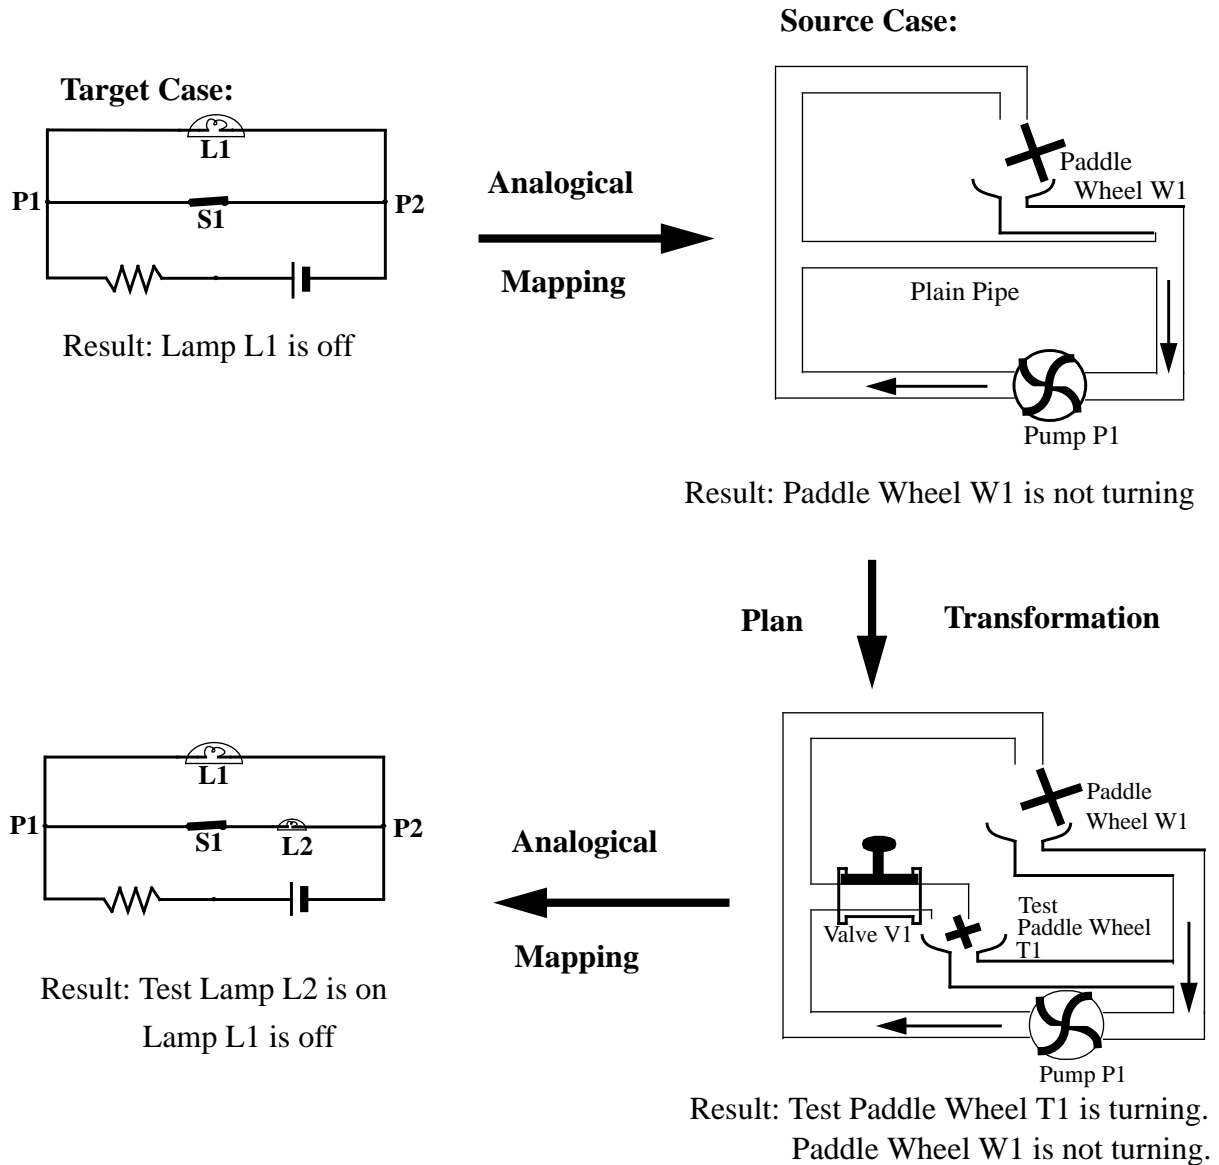 Source Case:
Target Case:
L1
P1
S1
P2
Result: Lamp L1 is off
Analogical
Mapping
Paddle
Wheel W1
Plain Pipe
Pump P1
Result: Paddle Wheel W1 is not turning
Plan
Transformation
L1
P1
S1
L2
P2
Result: Test Lamp L2 is on
Lamp L1 is off
Analogical
Mapping
Paddle
Wheel W1
Valve V1
Test
Paddle Wheel
T1
Pump P1
Result: Test Paddle Wheel T1 is turning.
Paddle Wheel W1 is not turning.